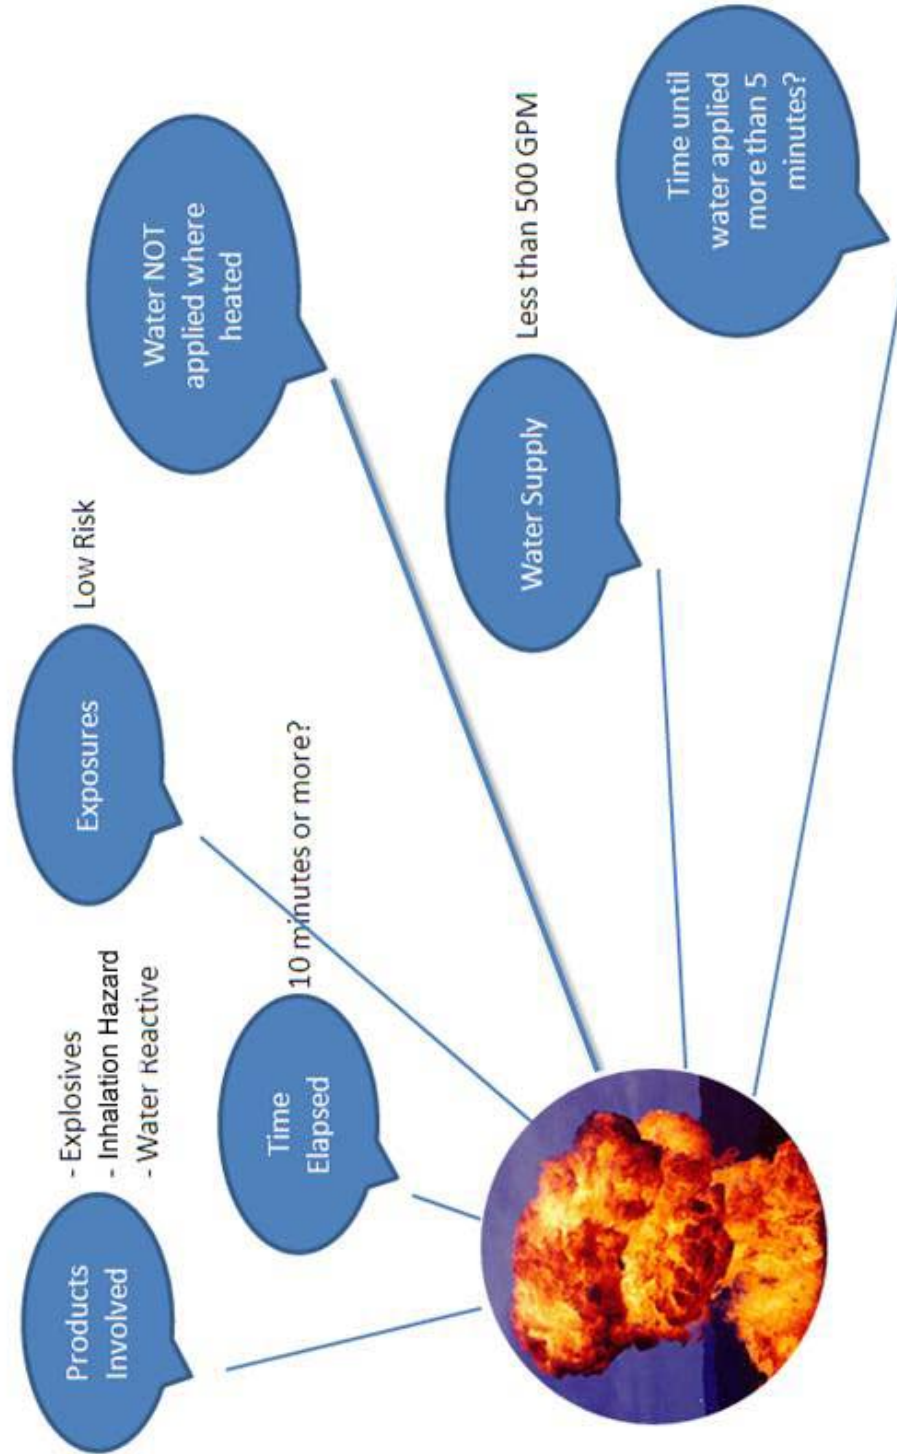 Products
Involved
- Explosives
- Inhalation Hazard
- Water Reactive
Exposures
Low Risk
Time
Elapsed
10 minutes or more?
Water NOT
applied where
heated
Water Supply
Less than 500 GPM
Time until
water applied
more than 5
minutes?